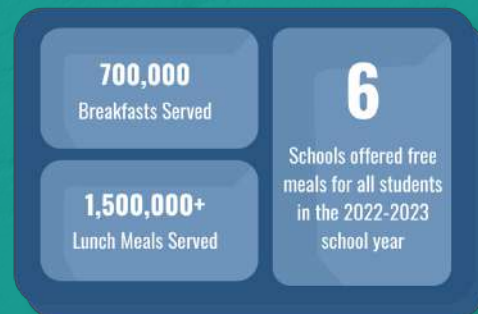 700,000
Breakfasts Served
1,500,000+
Lunch Meals Served
6
Schools offered free
meals for all students
in the 2022-2023
school year